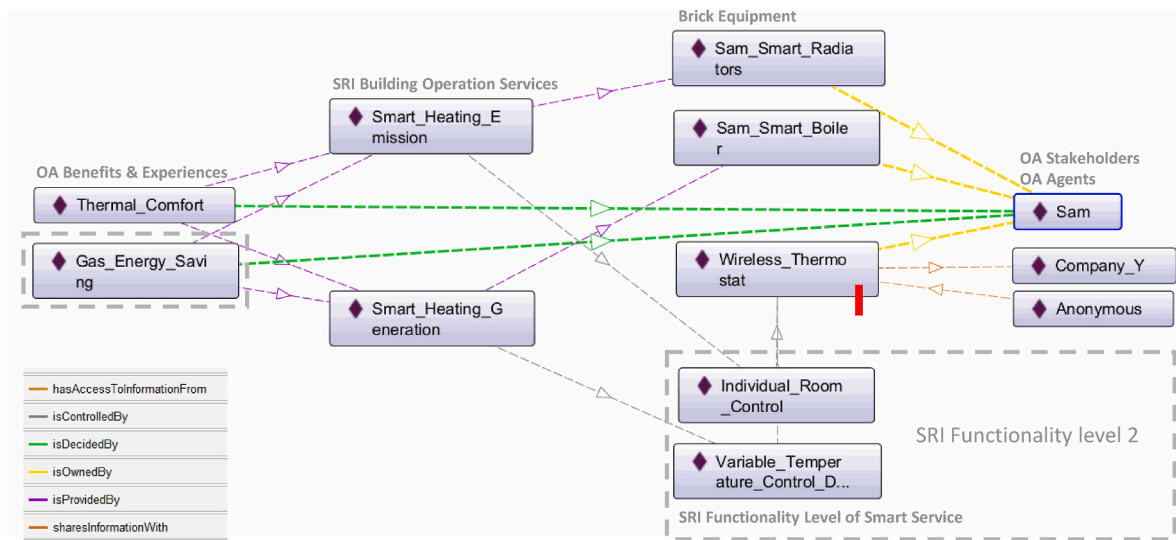 Brick Equipment
Sam_Smart_Radia
tors
SRI Building Operation Services
Smart_Heating_E
mission
Sam_Smart_Boile
r
OA Benefits & Experiences
OA Stakeholders
OA Agents
Thermal_Comfort
Sam
Gas_Energy_Savi
ng
Wireless_Thermo
stat
Company_Y
Smart_Heating_G
eneration
Anonymous
hasAccessToInformationFrom
isControlledBy
isDecidedBy
isOwnedBy
isProvidedBy
sharesInformationWith
Individual_Room
_Control
SRI Functionality level 2
Variable_Temper
ature_Control_D...
SRI Functionality Level of Smart Service